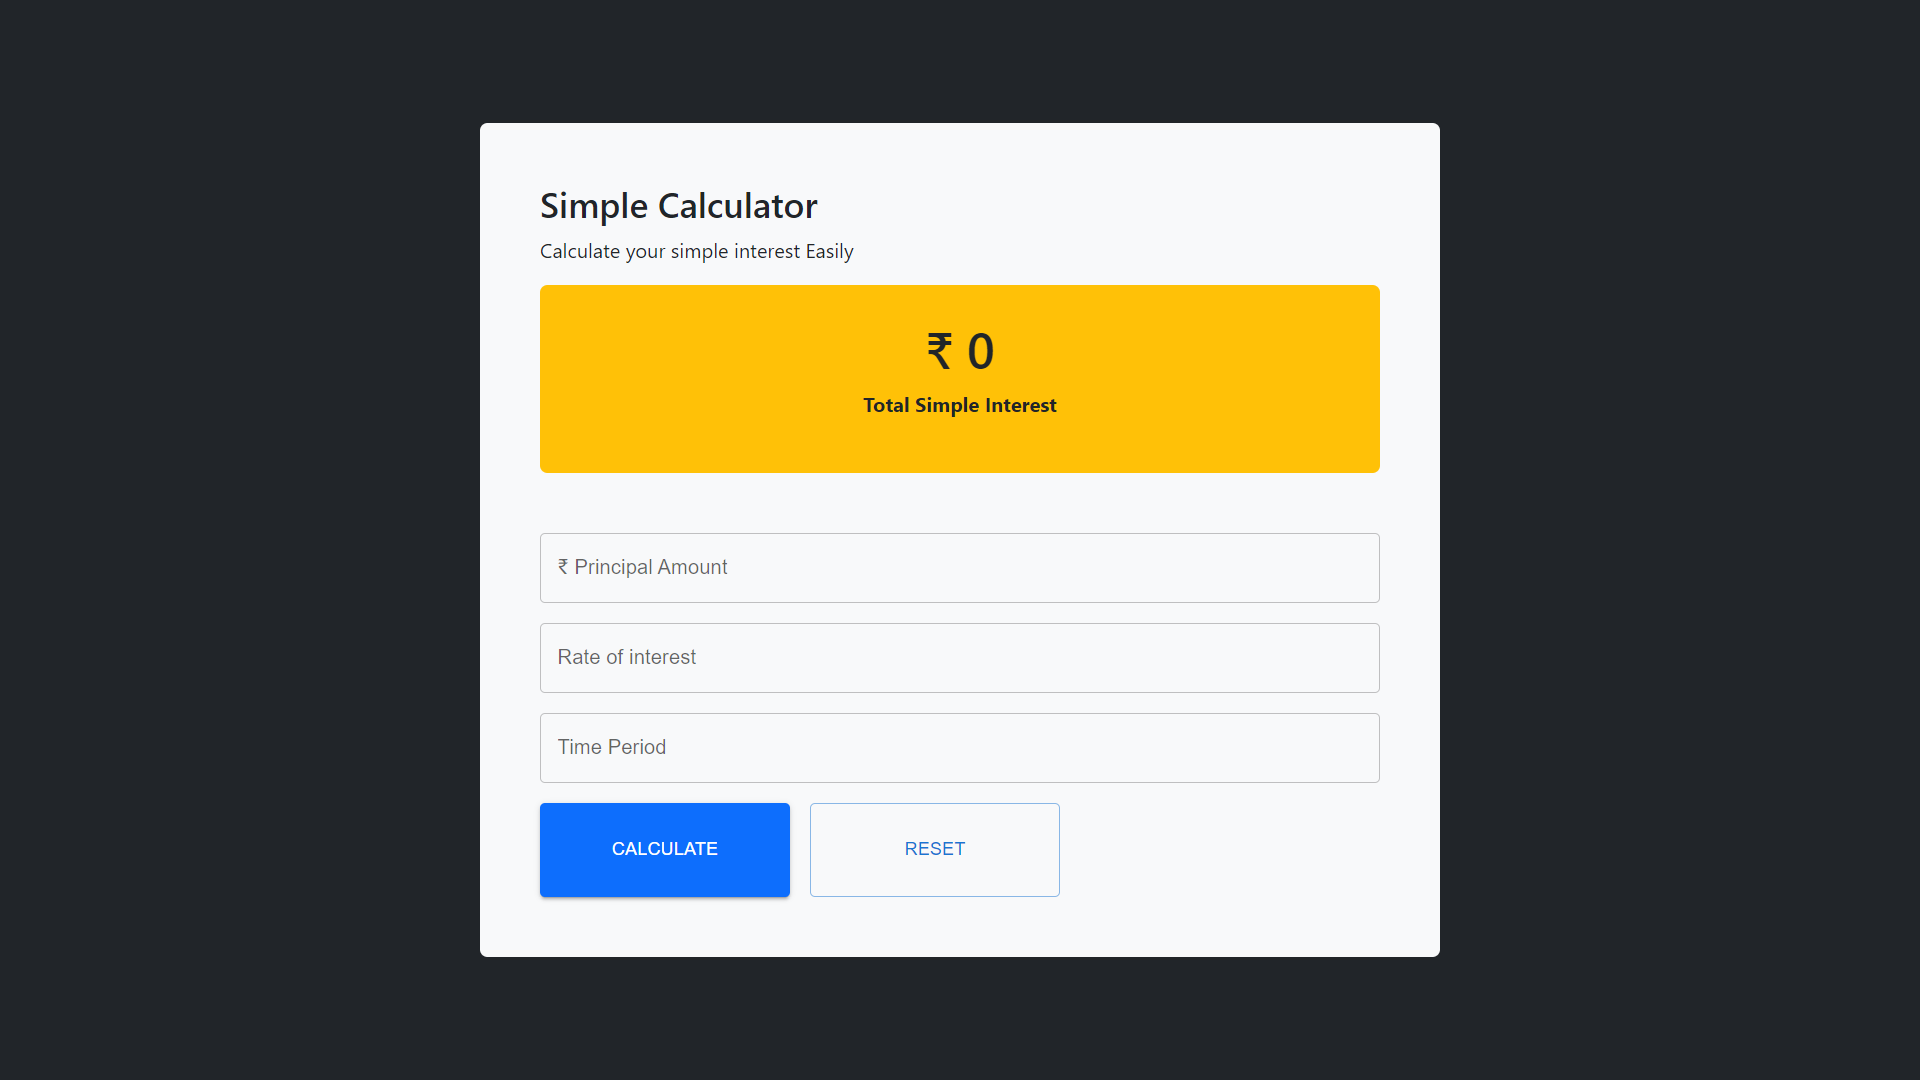 Simple Calculator
Calculate your simple interest Easily
₹ 0
Total Simple Interest
₹ Principal Amount
Rate of interest
Time Period
CALCULATE RESET